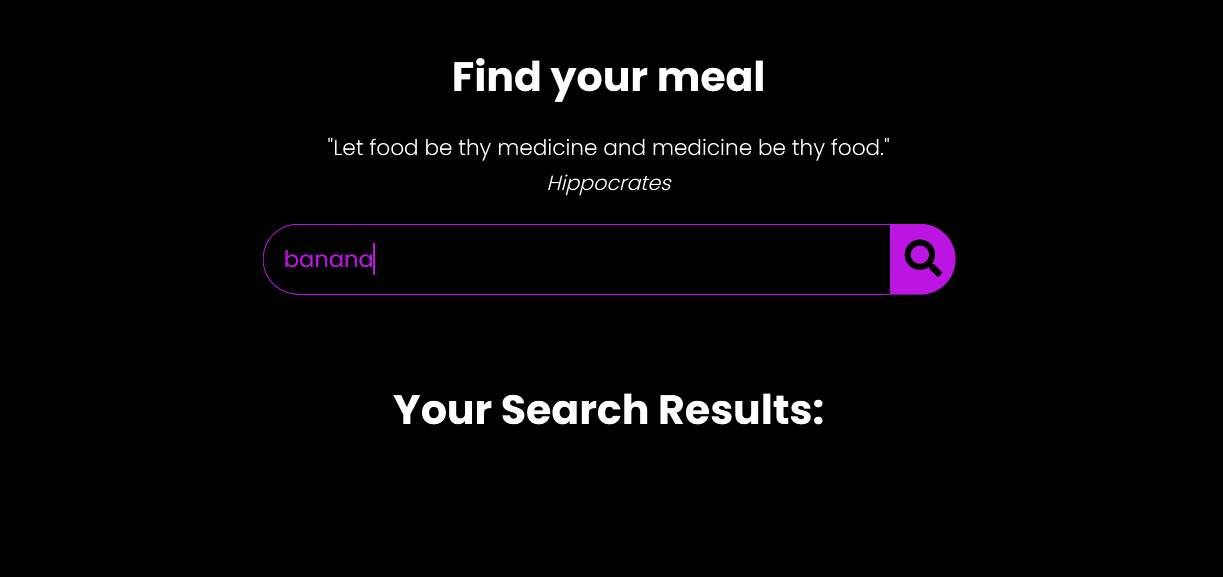 Find your meal
"Let food be thy medicine and medicine be thy food."
Hippocrates
banana
Your Search Results: